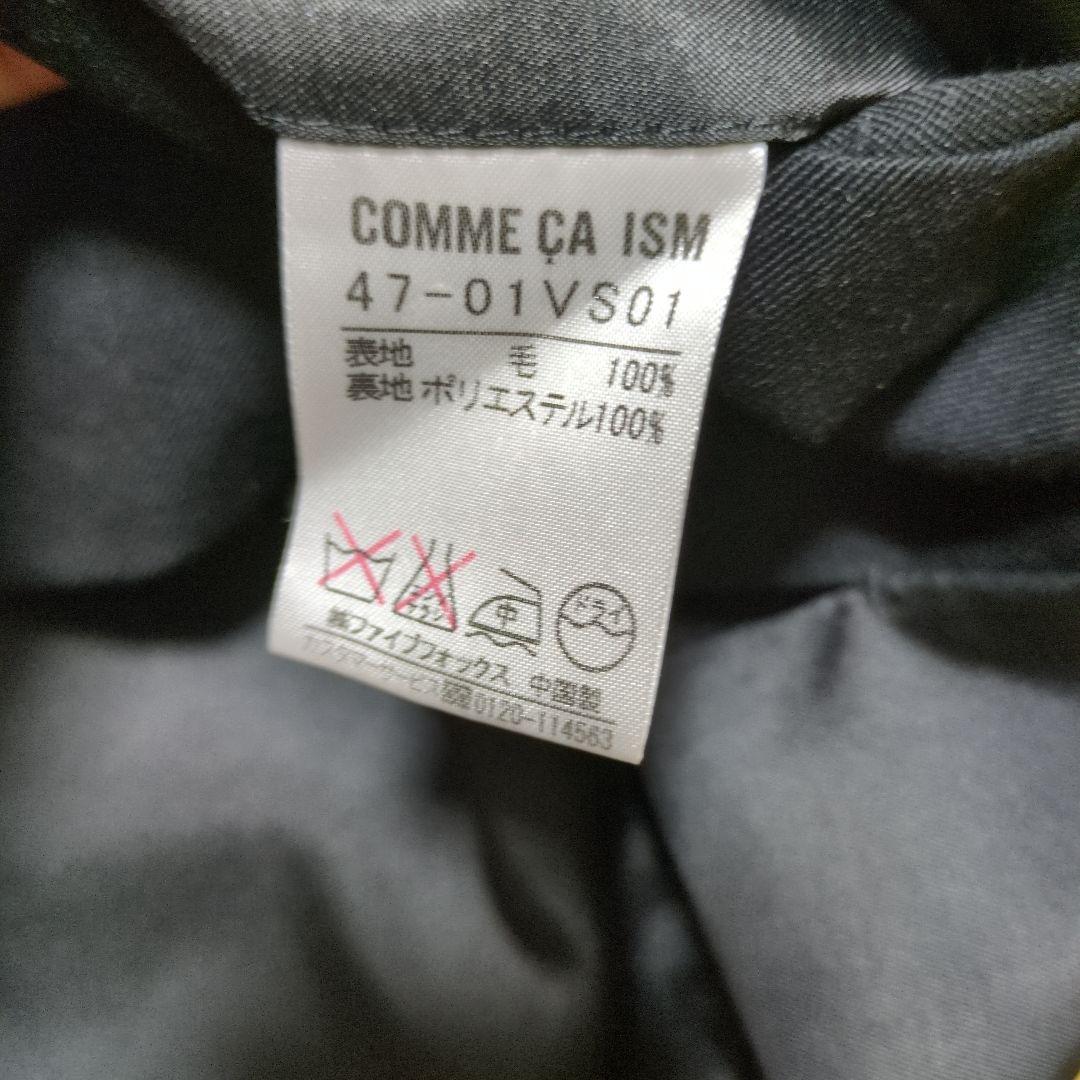 COMME ÇA ISM
47-01VS01
表地 毛 100%
裏地 ポリエステル100%
中 ドライ
㈱ファイブフォックス 中国製
カスタマーサービス 0120-114563